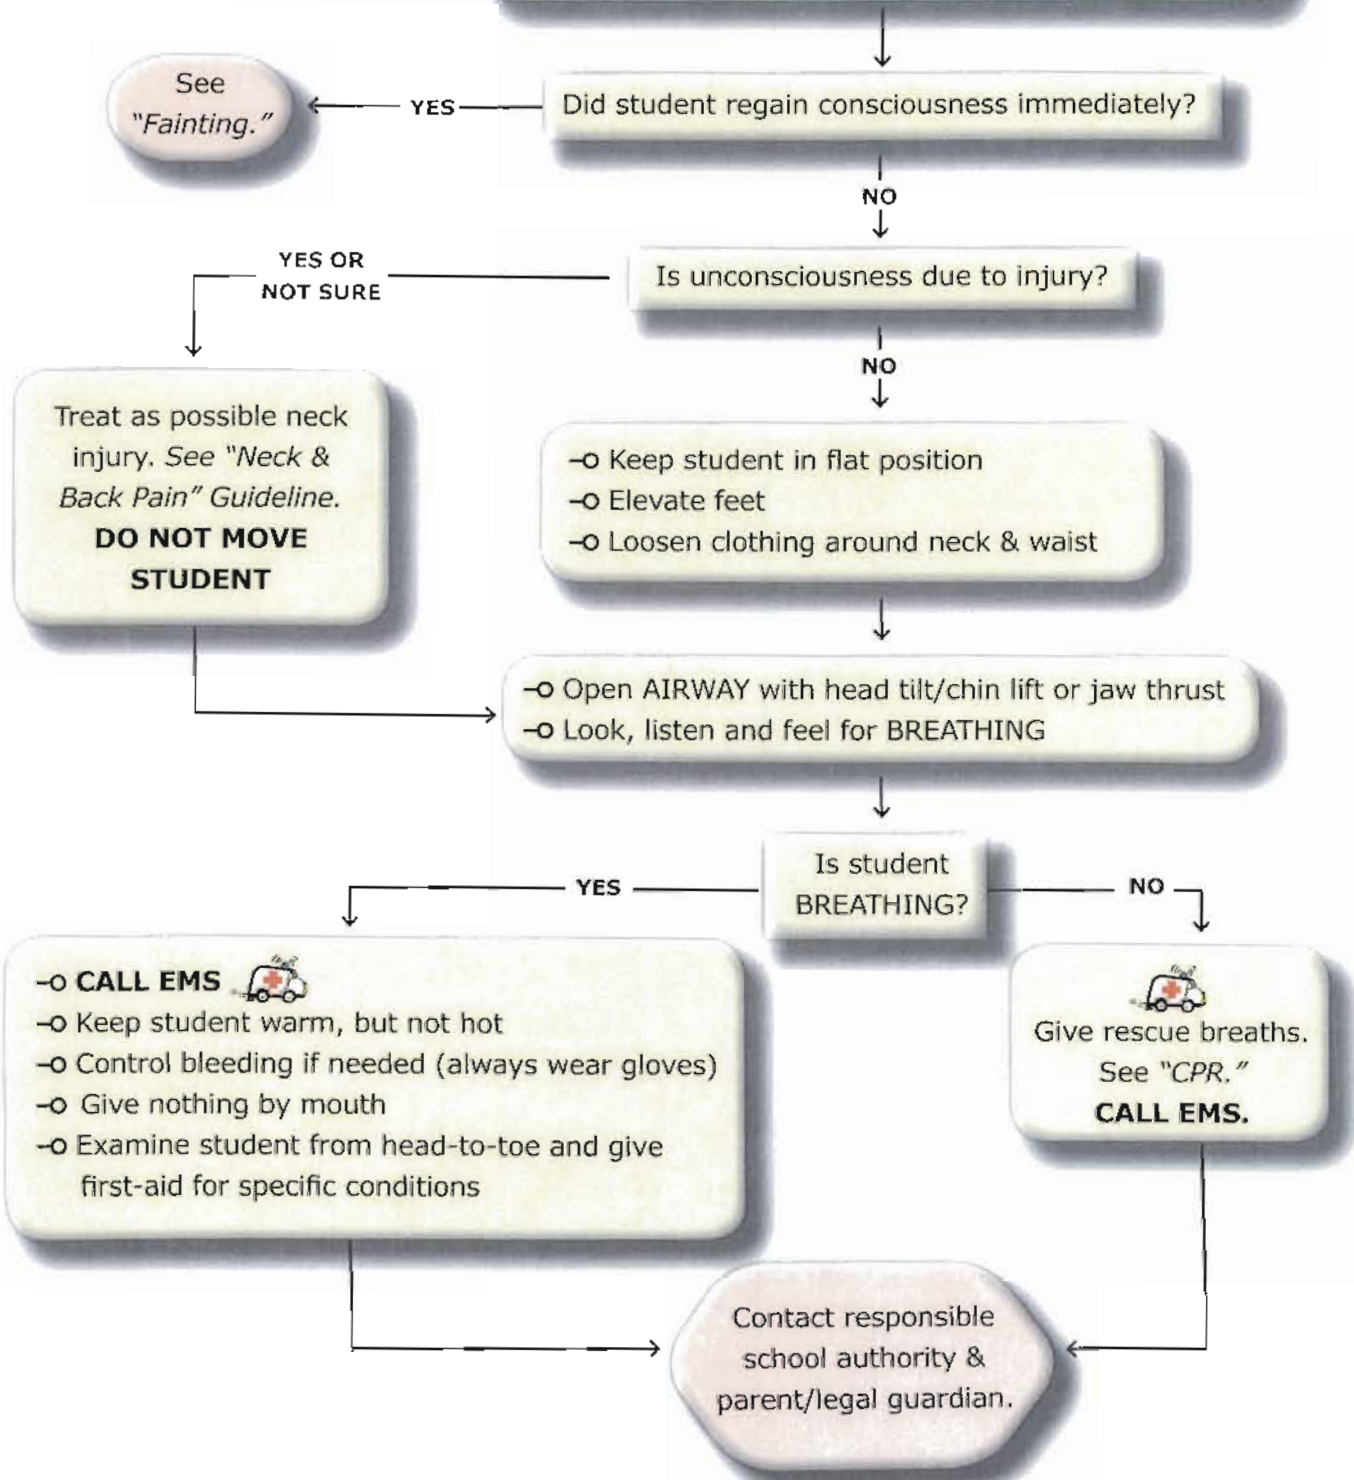 Did student regain consciousness immediately?
YES
See
"Fainting."
NO
Is unconsciousness due to injury?
YES OR
NOT SURE
NO
Treat as possible neck
injury. See "Neck &
Back Pain" Guideline.
DO NOT MOVE
STUDENT
Keep student in flat position
Elevate feet
Loosen clothing around neck & waist
Open AIRWAY with head tilt/chin lift or jaw thrust
Look, listen and feel for BREATHING
Is student
BREATHING?
YES
NO
CALL EMS
Keep student warm, but not hot
Control bleeding if needed (always wear gloves)
Give nothing by mouth
Examine student from head-to-toe and give
first-aid for specific conditions
Give rescue breaths.
See "CPR."
CALL EMS.
Contact responsible
school authority &
parent/legal guardian.